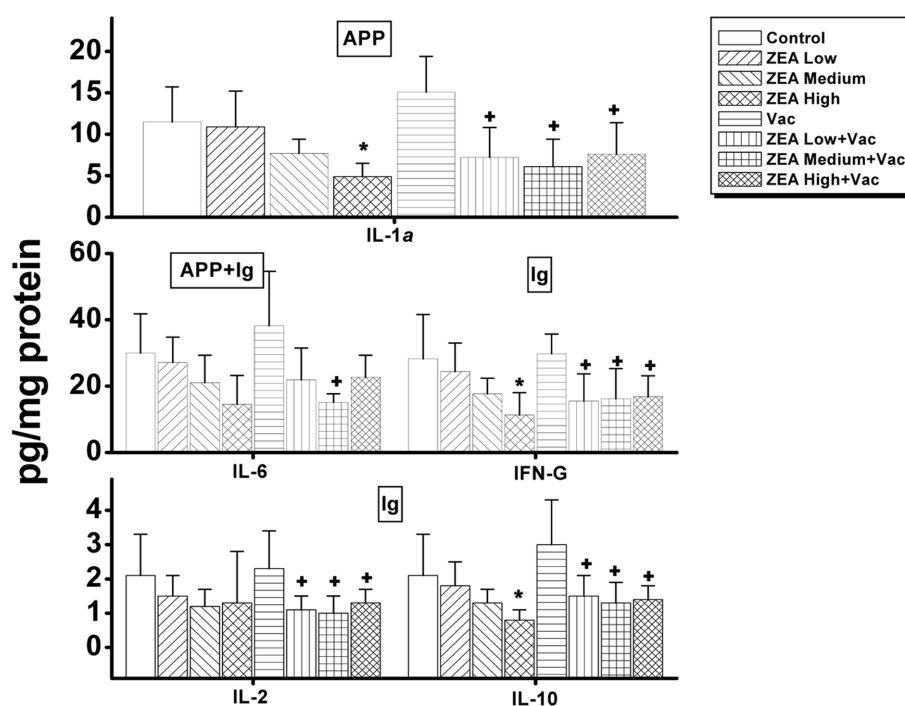 APP
20
15
10
5
0
IL-1a
Control
ZEA Low
ZEA Medium
ZEA High
Vac
ZEA Low+Vac
ZEA Medium+Vac
ZEA High+Vac
*
+
+
+
pg/mg protein
60
40
20
0
APP+Ig
Ig
+
*
+
+
+
IL-6
IFN-G
4
3
2
1
0
Ig
+
+
+
*
+
+
+
IL-2
IL-10